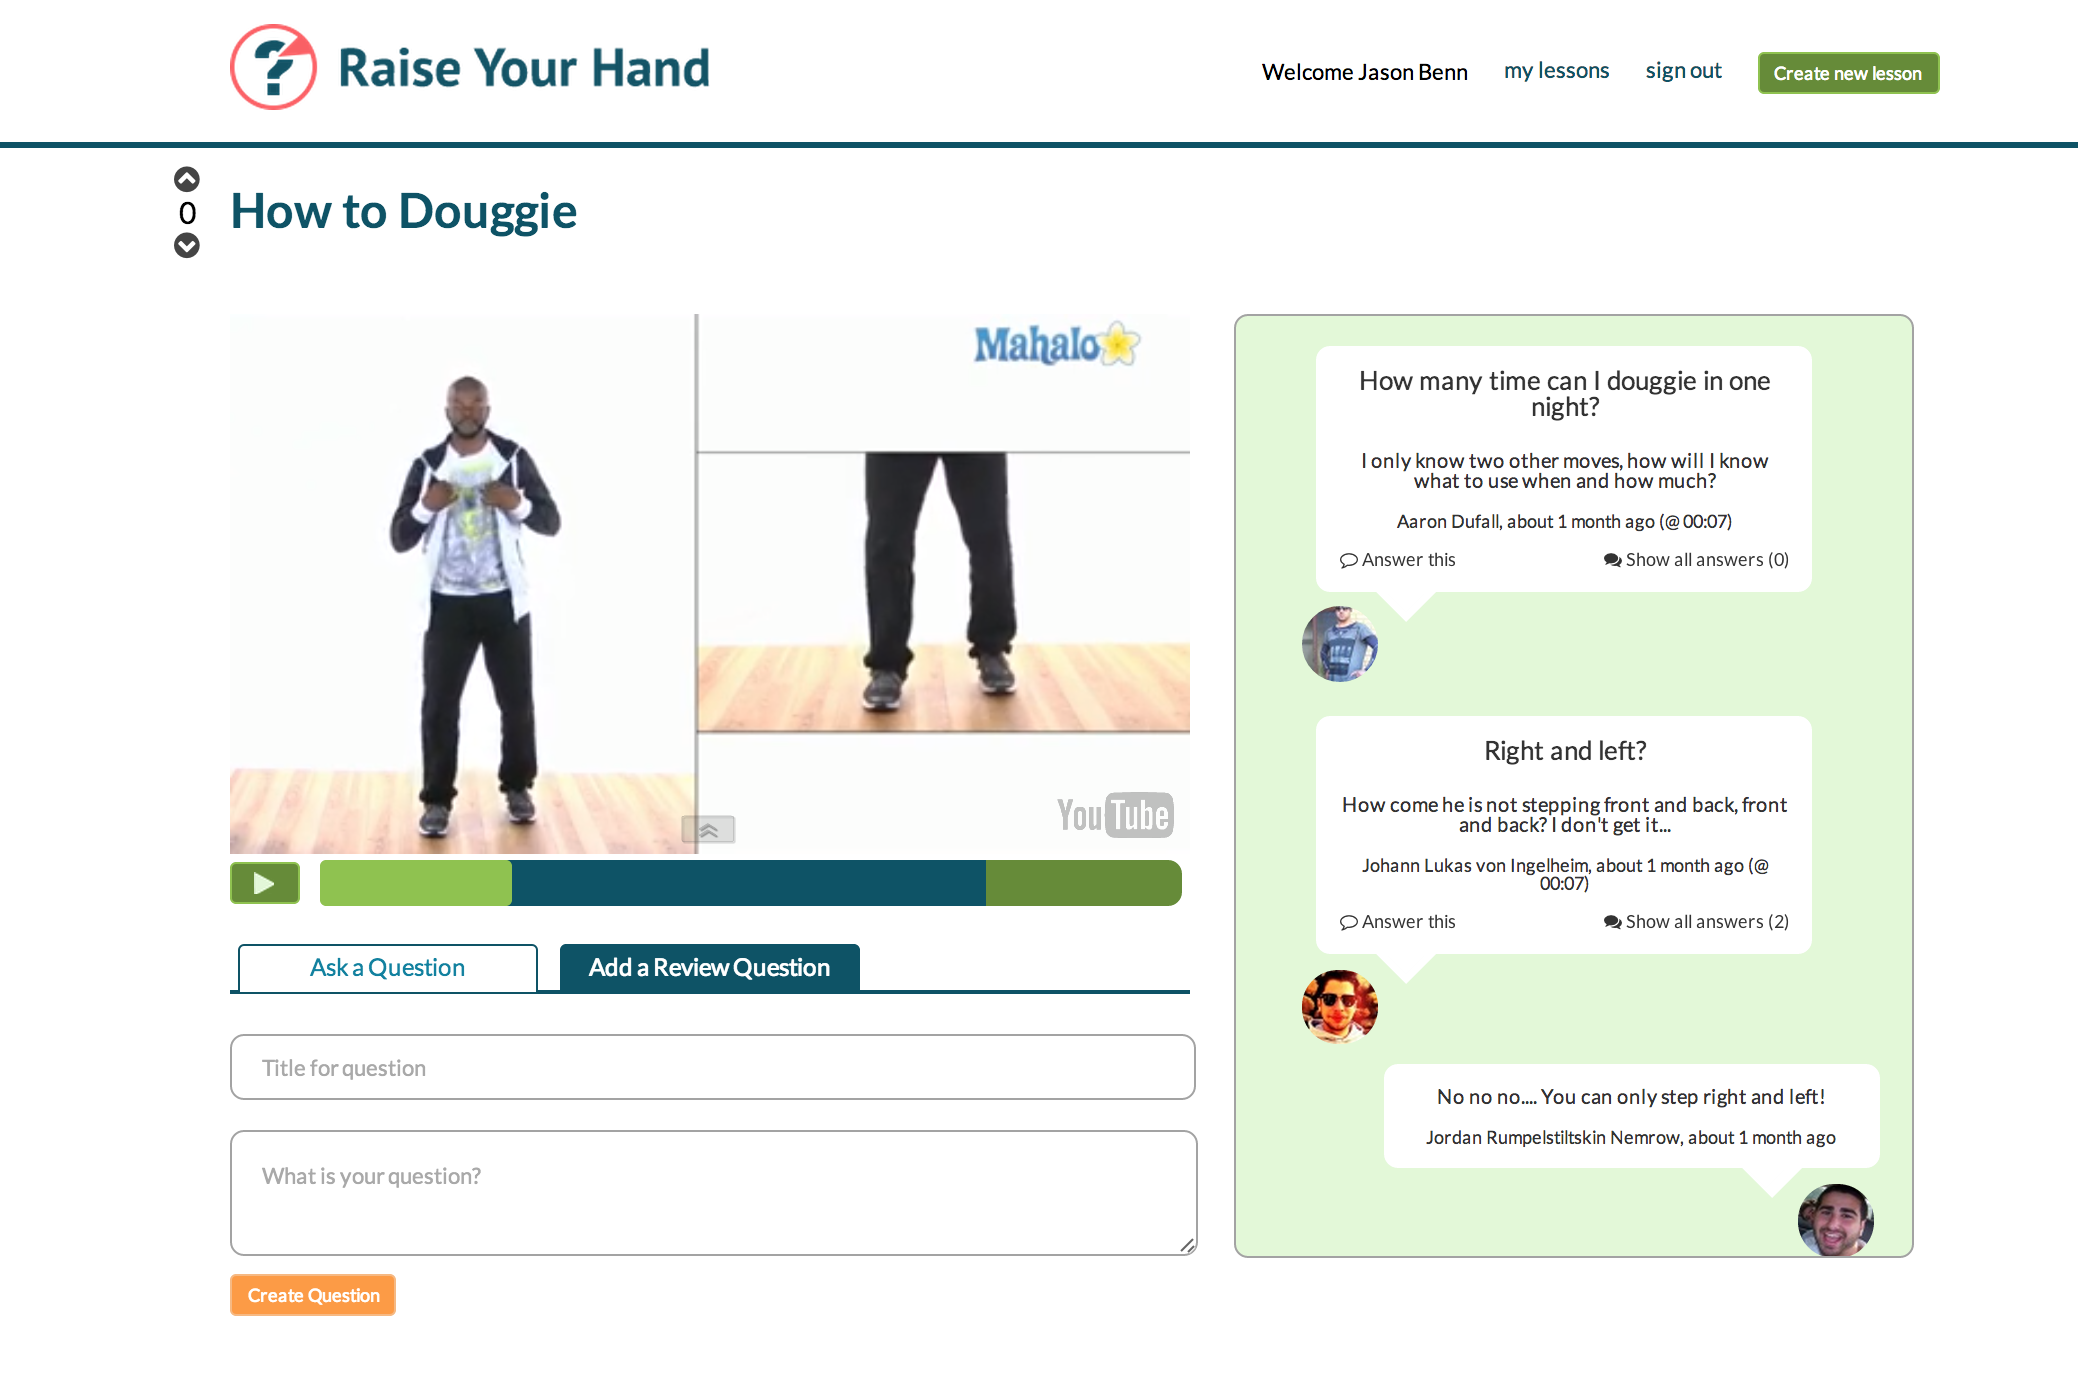 Raise Your Hand
Welcome Jason Benn
my lessons
sign out
Create new lesson
0
How to Douggie
Mahalo
YouTube
Ask a Question
Add a Review Question
Title for question
What is your question?
Create Question
How many time can I douggie in one
night?
I only know two other moves, how will I know
what to use when and how much?
Aaron Dufall, about 1 month ago (@ 00:07)
Answer this
Show all answers (0)
Right and left?
How come he is not stepping front and back, front
and back? I don't get it...
Johann Lukas von Ingelheim, about 1 month ago (@
00:07)
Answer this
Show all answers (2)
No no no.... You can only step right and left!
Jordan Rumpelstiltskin Nemrow, about 1 month ago